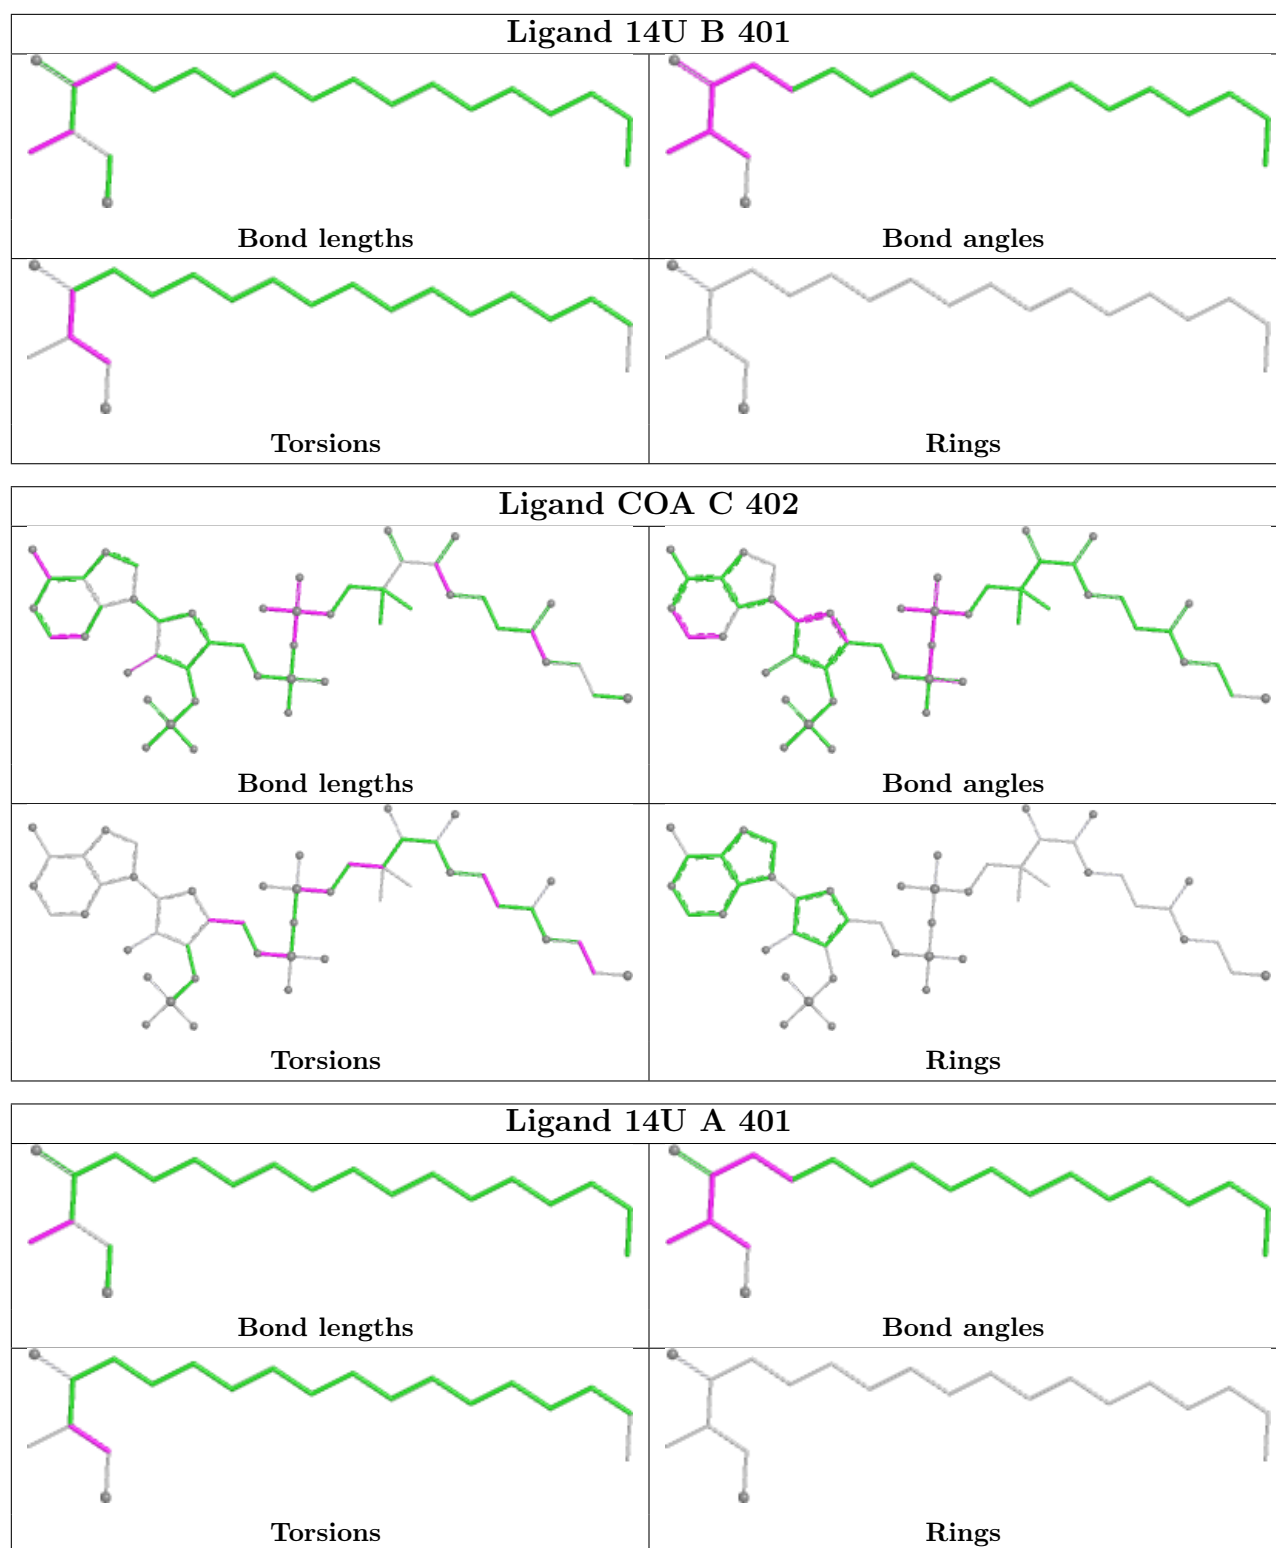 Ligand 14U B 401
Bond lengths
Bond angles
Torsions
Rings
Ligand COA C 402
Bond lengths
Bond angles
Torsions
Rings
Ligand 14U A 401
Bond lengths
Bond angles
Torsions
Rings